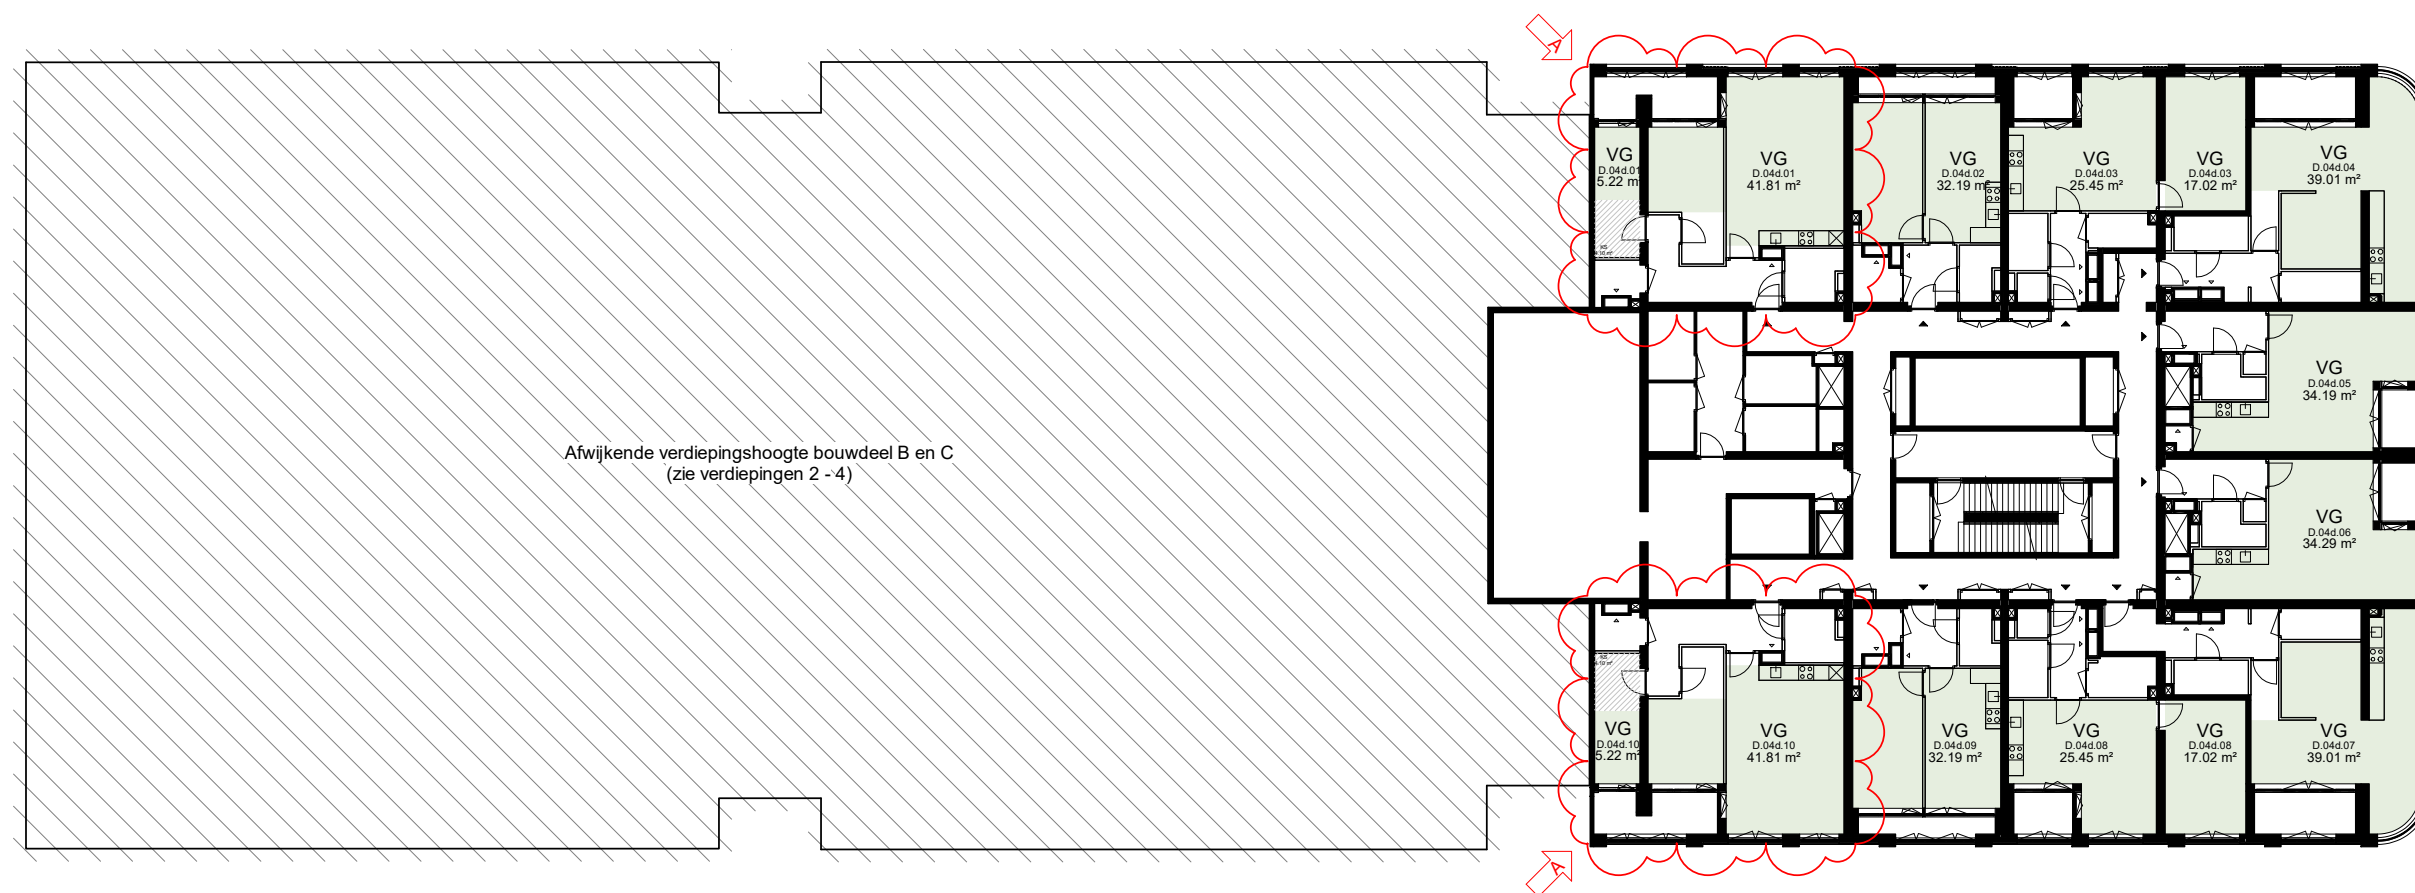 A
VG
D.04d.01
5.22 m²
VG
D.04d.01
41.81 m²
VG
D.04d.02
32.19 m²
VG
D.04d.03
25.45 m²
VG
D.04d.03
17.02 m²
VG
D.04d.04
39.01 m²
VG
D.04d.05
34.19 m²
Afwijkende verdiepingshoogte bouwdeel B en C
(zie verdiepingen 2 - 4)
VG
D.04d.06
34.29 m²
VG
D.04d.10
5.22 m²
VG
D.04d.10
41.81 m²
VG
D.04d.09
32.19 m²
VG
D.04d.08
25.45 m²
VG
D.04d.08
17.02 m²
VG
D.04d.07
39.01 m²
A